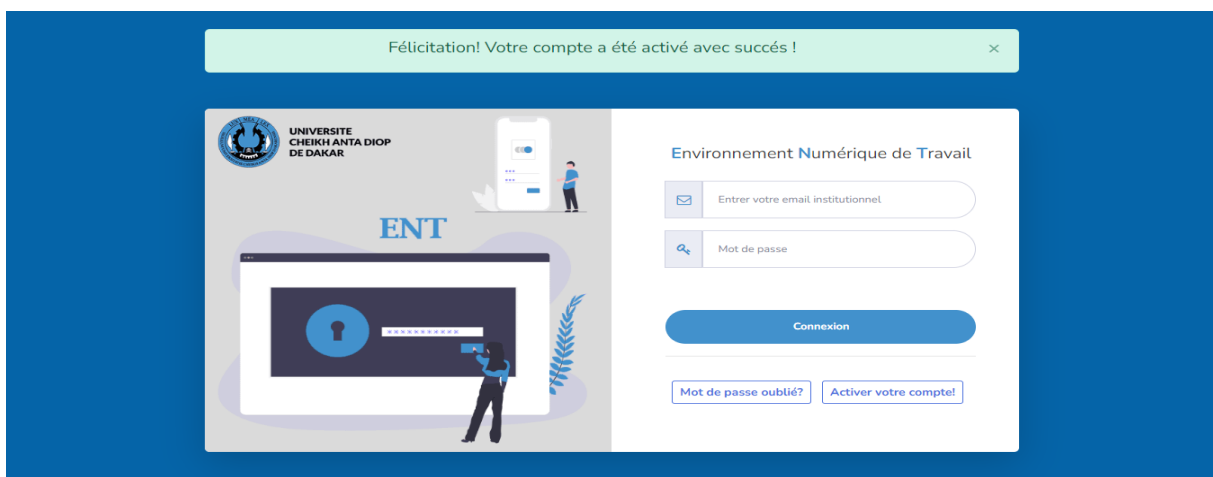 Félicitation! Votre compte a été activé avec succés !
×
UNIVERSITE
CHEIKH ANTA DIOP
DE DAKAR
ENT
Environnement Numérique de Travail
Entrer votre email institutionnel
Mot de passe
Connexion
Mot de passe oublié?
Activer votre compte!